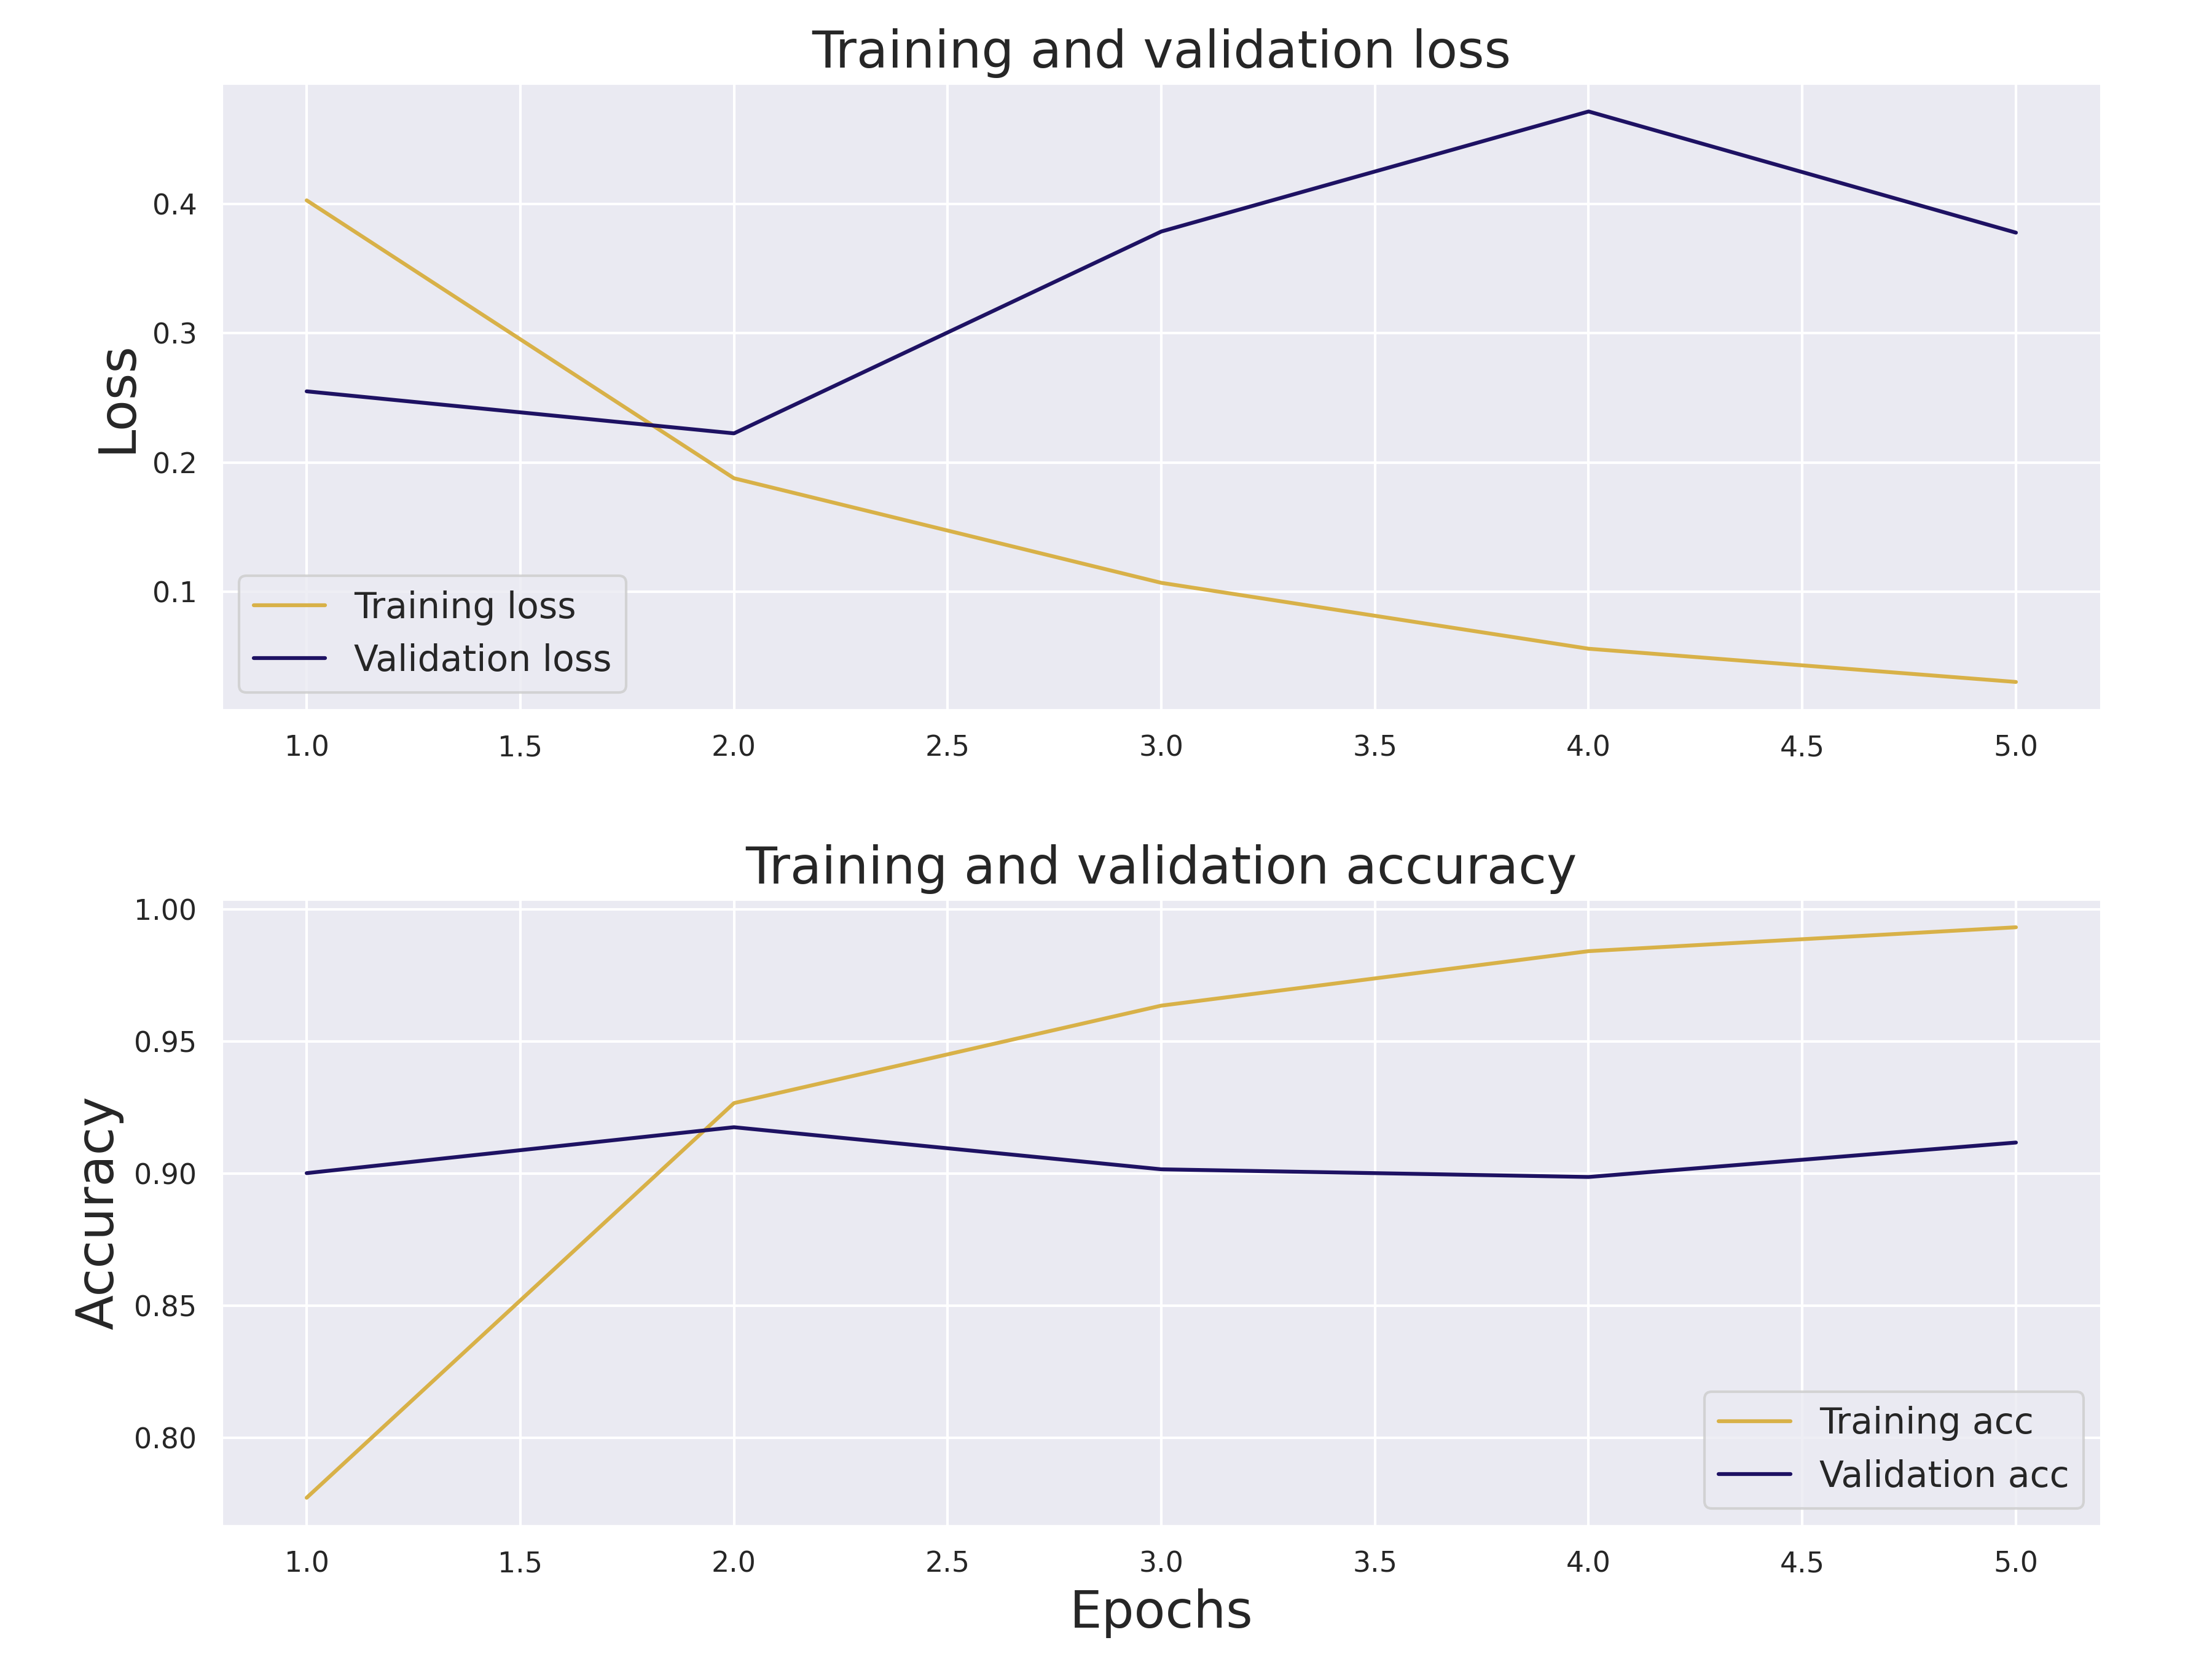 Training and validation loss
Loss
0.4
0.3
0.2
0.1
Training loss
Validation loss
1.0 1.5 2.0 2.5 3.0 3.5 4.0 4.5 5.0
Training and validation accuracy
Accuracy
1.00
0.95
0.90
0.85
0.80
Training acc
Validation acc
1.0 1.5 2.0 2.5 3.0 3.5 4.0 4.5 5.0
Epochs